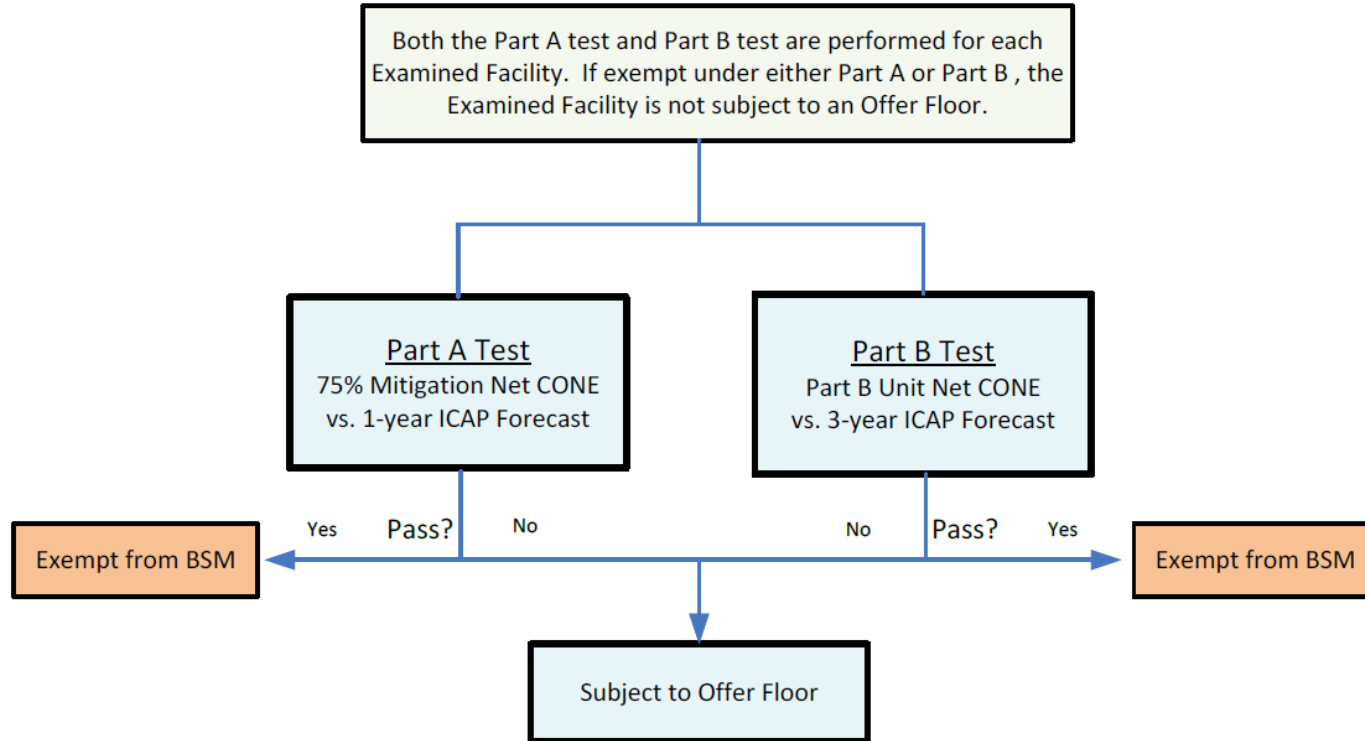 Both the Part A test and Part B test are performed for each
Examined Facility.  If exempt under either Part A or Part B , the
Examined Facility is not subject to an Offer Floor.
Part A Test
75% Mitigation Net CONE
vs. 1-year ICAP Forecast
Part B Test
Part B Unit Net CONE
vs. 3-year ICAP Forecast
Yes Pass? No
No Pass? Yes
Exempt from BSM
Exempt from BSM
Subject to Offer Floor